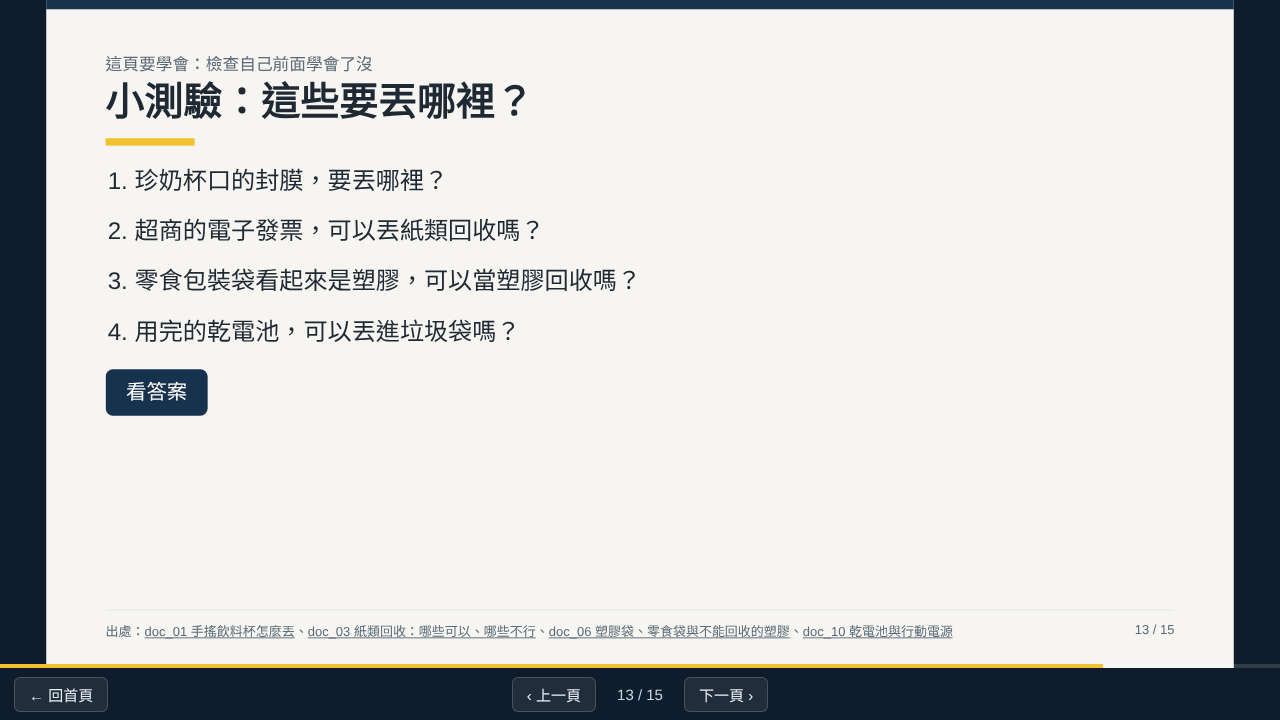 這頁要學會：檢查自己前面學會了沒
小測驗：這些要丟哪裡？
1. 珍奶杯口的封膜，要丟哪裡？
2. 超商的電子發票，可以丟紙類回收嗎？
3. 零食包裝袋看起來是塑膠，可以當塑膠回收嗎？
4. 用完的乾電池，可以丟進垃圾袋嗎？
看答案
出處：doc_01 手搖飲料杯怎麼丟、doc_03 紙類回收：哪些可以、哪些不行、doc_06 塑膠袋、零食袋與不能回收的塑膠、doc_10 乾電池與行動電源
13 / 15
← 回首頁
‹ 上一頁
13 / 15
下一頁 ›